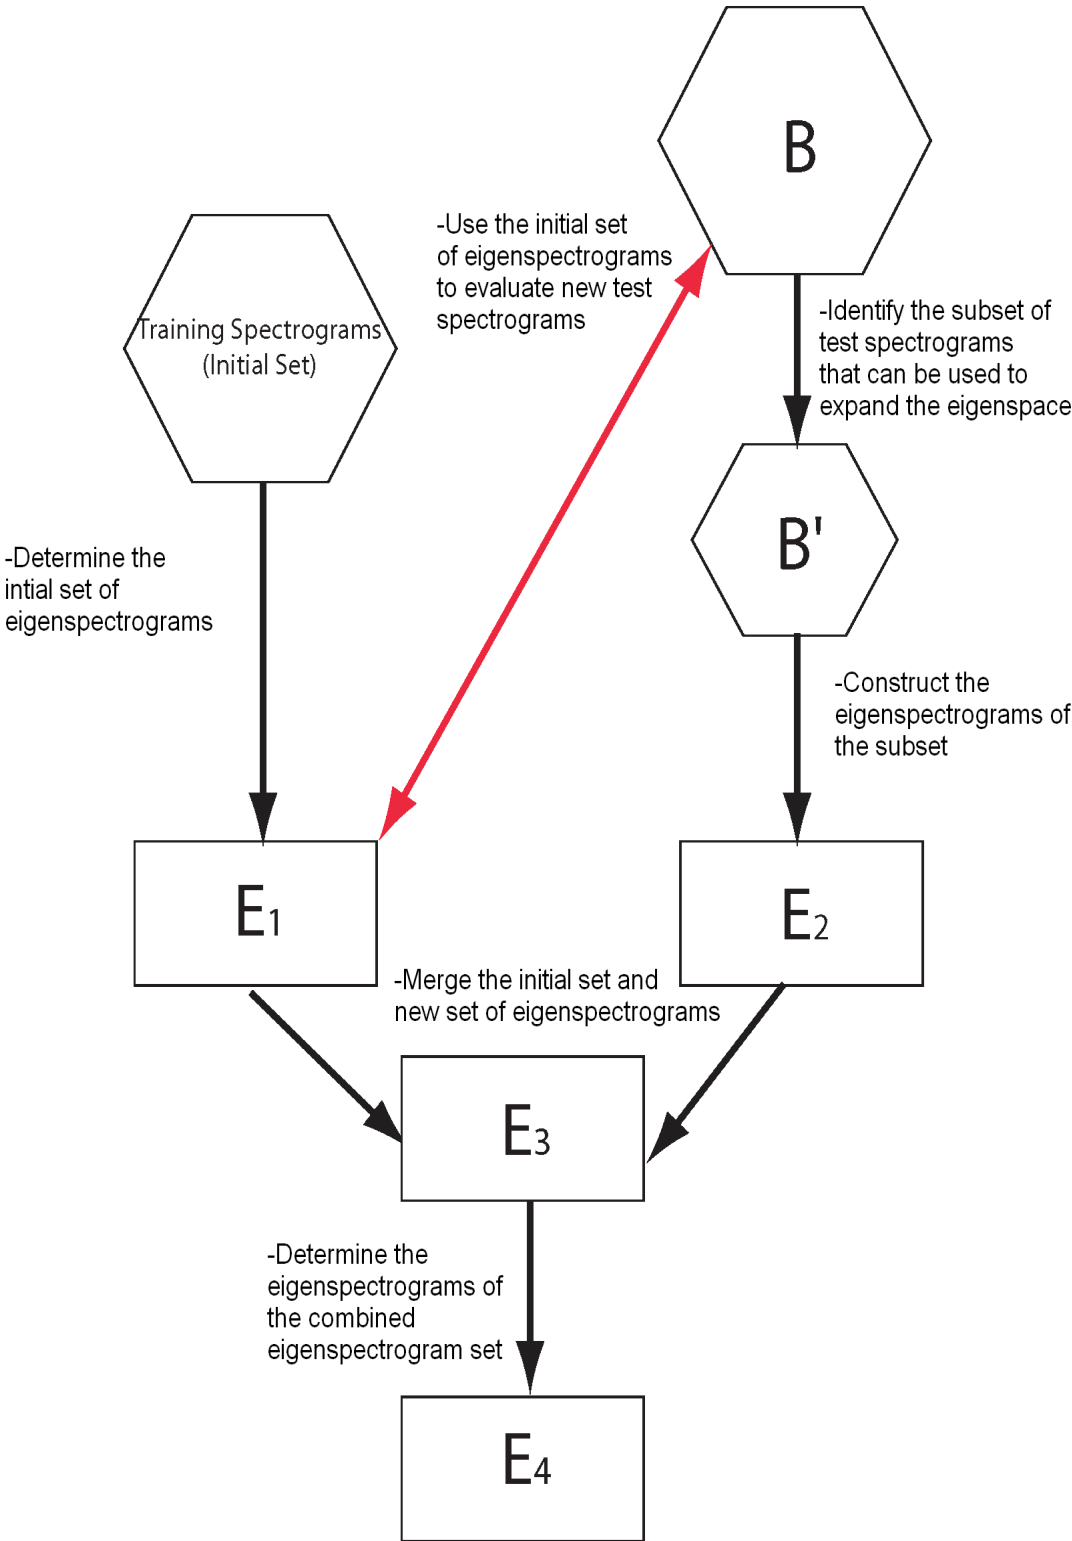 B
-Use the initial set
of eigenspectrograms
to evaluate new test
spectrograms
-Identify the subset of
test spectrograms
that can be used to
expand the eigenspace
Training Spectrograms
(Initial Set)
B'
-Determine the
intial set of
eigenspectrograms
-Construct the
eigenspectrograms of
the subset
E1
E2
-Merge the initial set and
new set of eigenspectrograms
E3
-Determine the
eigenspectrograms of
the combined
eigenspectrogram set
E4